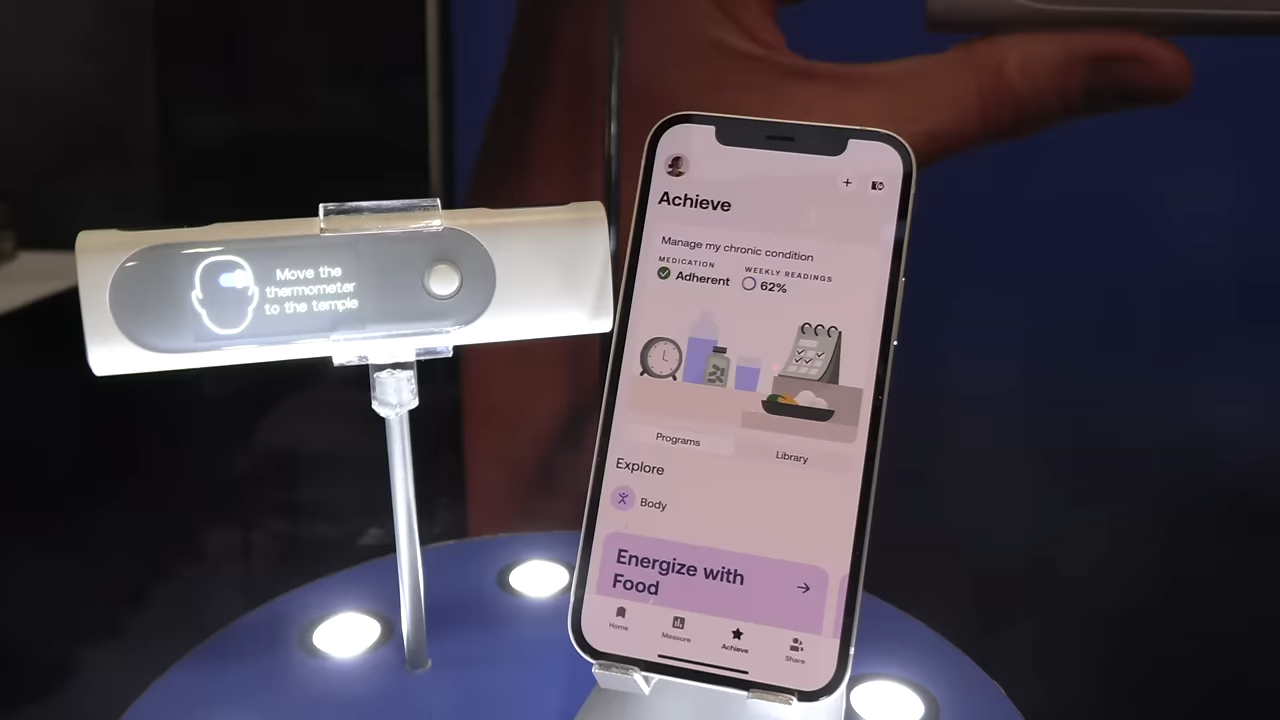 Move the
thermometer
to the temple
Achieve
Manage my chronic condition
MEDICATION
Adherent
WEEKLY READINGS
62%
Programs
Library
Explore
Body
Energize with
Food
Home
Measure
Achieve
Share